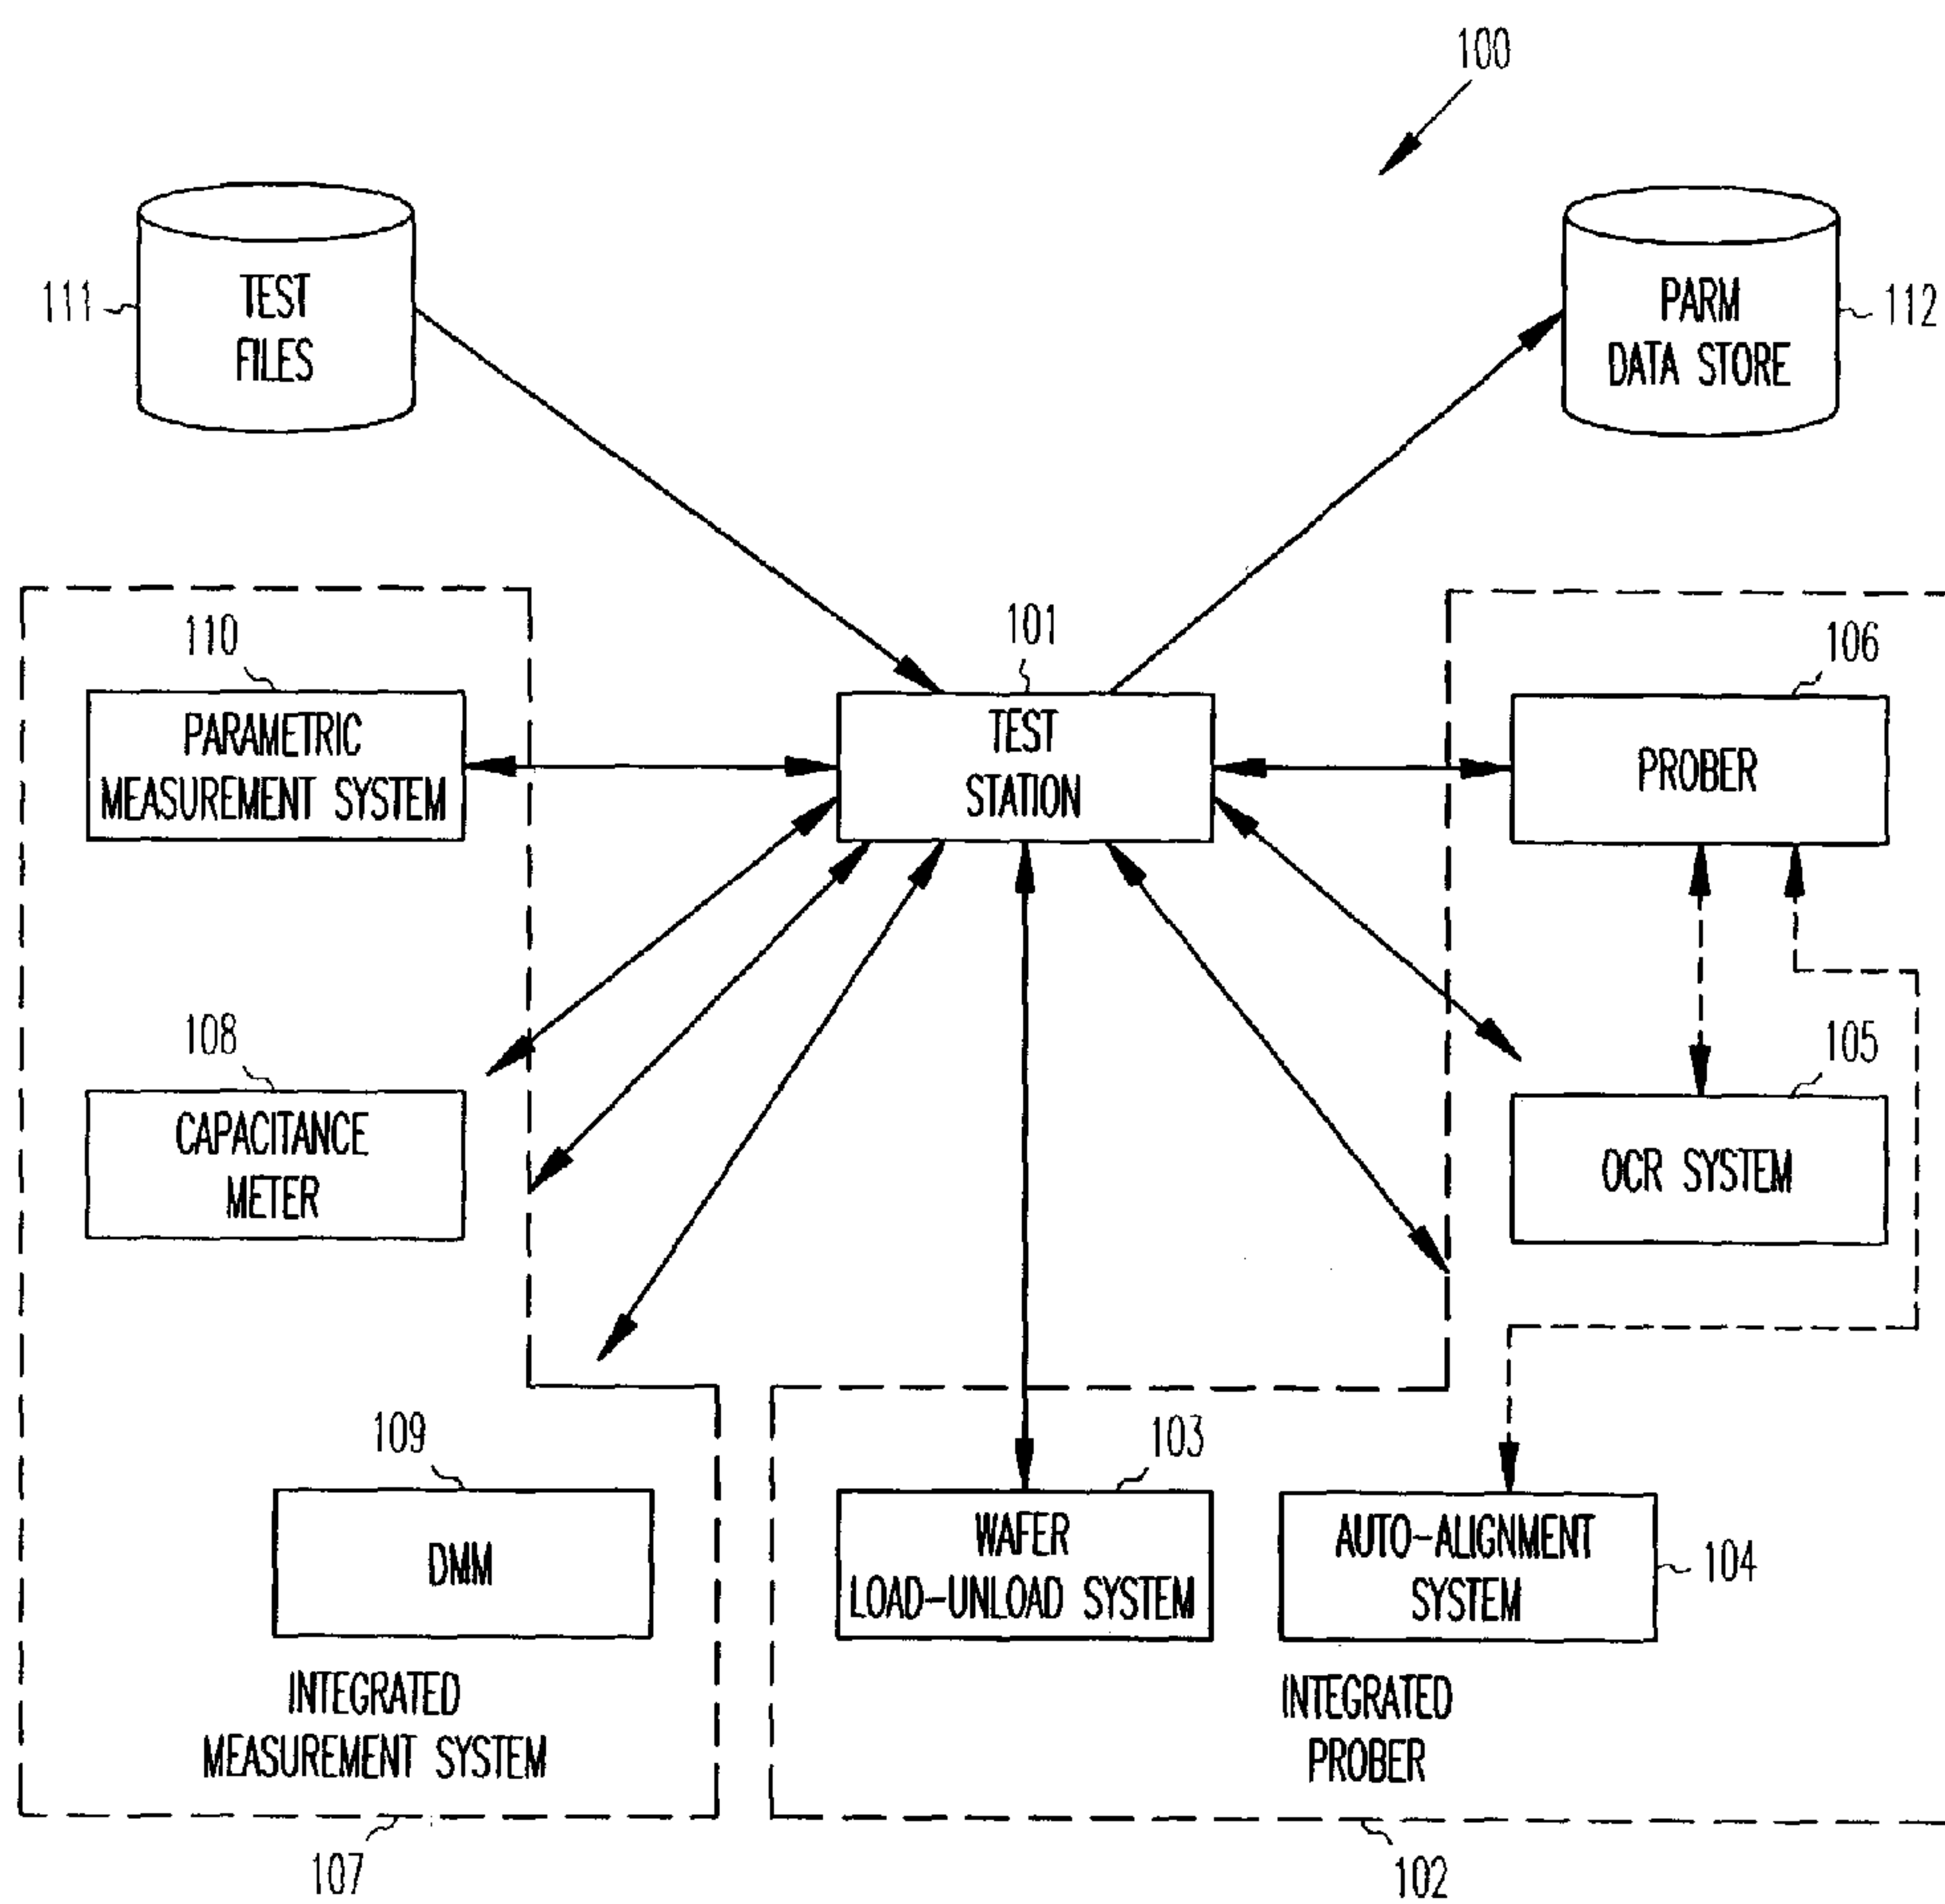 100
111
TEST
FILES
PARM
DATA STORE
112
110
101
106
PARAMETRIC
MEASUREMENT SYSTEM
TEST
STATION
PROBER
108
105
CAPACITANCE
METER
OCR SYSTEM
109
103
DMM
WAFER
LOAD-UNLOAD SYSTEM
AUTO-ALIGNMENT
SYSTEM
104
INTEGRATED
MEASUREMENT SYSTEM
INTEGRATED
PROBER
107
102